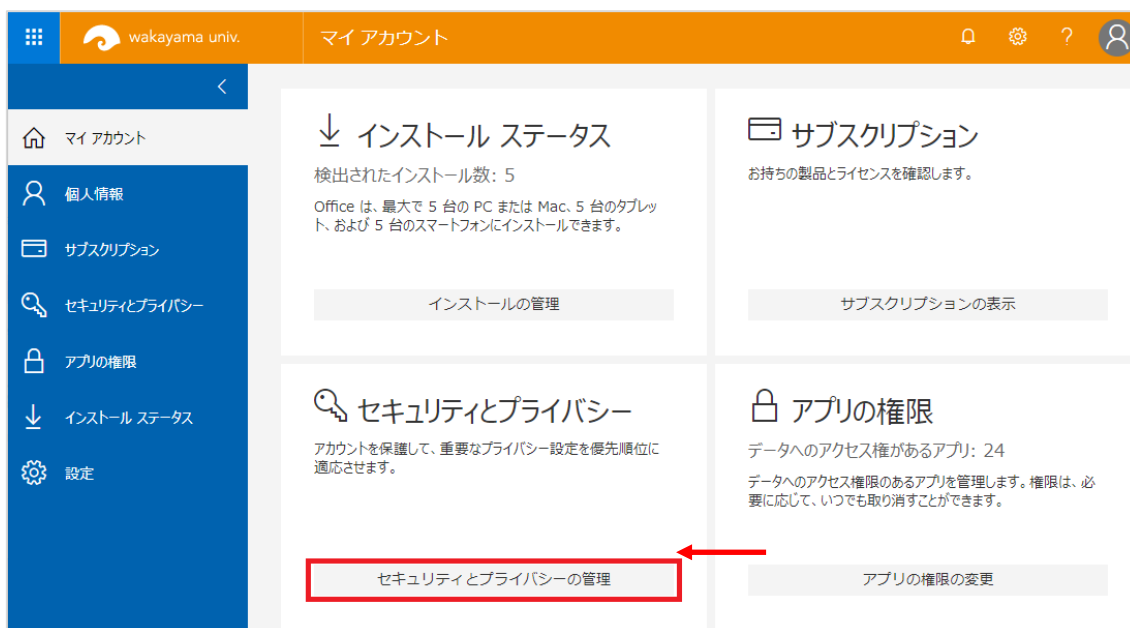 wakayama univ.
マイ アカウント
?
マイ アカウント
個人情報
サブスクリプション
セキュリティとプライバシー
アプリの権限
インストール ステータス
設定
インストール ステータス
検出されたインストール数: 5
Office は、最大で 5 台の PC または Mac、5 台のタブレッ
ト、および 5 台のスマートフォンにインストールできます。
インストールの管理
サブスクリプション
お持ちの製品とライセンスを確認します。
サブスクリプションの表示
セキュリティとプライバシー
アカウントを保護して、重要なプライバシー設定を優先順位に
適応させます。
セキュリティとプライバシーの管理
アプリの権限
データへのアクセス権があるアプリ: 24
データへのアクセス権限のあるアプリを管理します。権限は、必
要に応じて、いつでも取り消すことができます。
アプリの権限の変更